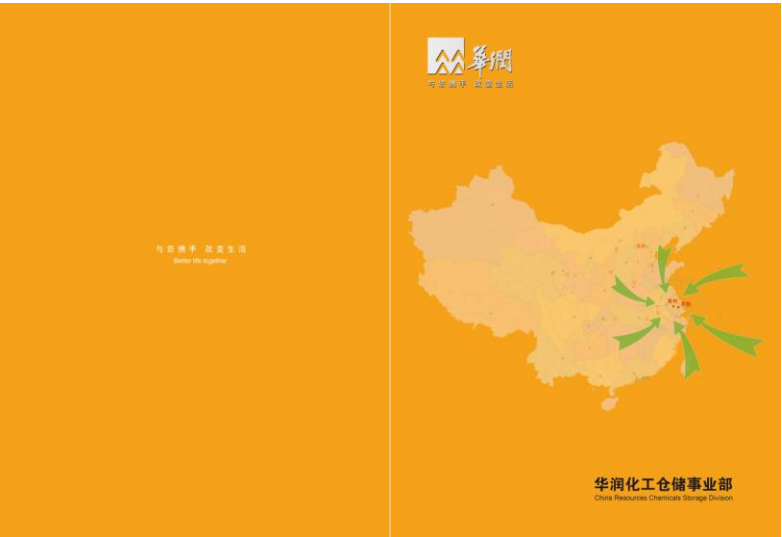 与您携手 改变生活
Better life together
華潤
与您携手 改变生活
华润化工仓储事业部
China Resources Chemicals Storage Division